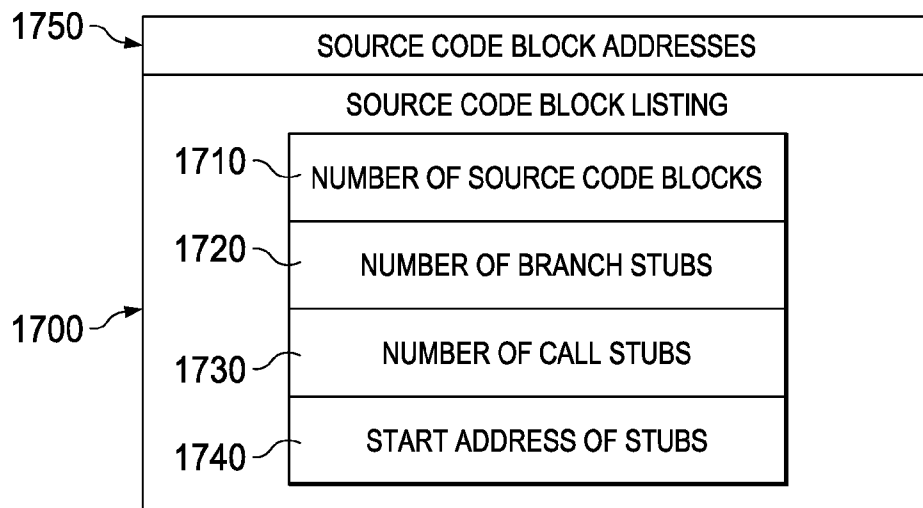 1750
SOURCE CODE BLOCK ADDRESSES
SOURCE CODE BLOCK LISTING
1710
NUMBER OF SOURCE CODE BLOCKS
1720
NUMBER OF BRANCH STUBS
1700
1730
NUMBER OF CALL STUBS
1740
START ADDRESS OF STUBS